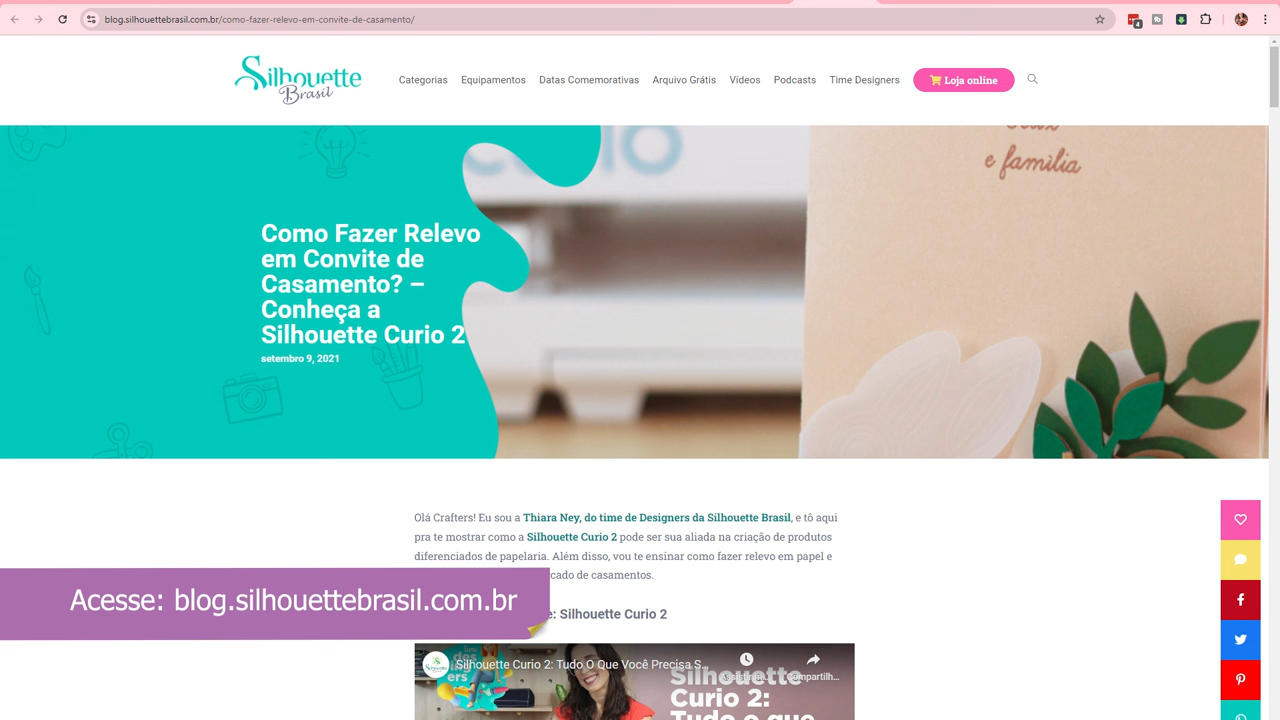 blog.silhouettebrasil.com.br/como-fazer-relevo-em-convite-de-casamento/
4
Silhouette
Brasil
Categorias Equipamentos Datas Comemorativas Arquivo Grátis Vídeos Podcasts Time Designers Loja online
e família
Como Fazer Relevo
em Convite de
Casamento? –
Conheça a
Silhouette Curio 2
setembro 9, 2021
Olá Crafters! Eu sou a Thiara Ney, do time de Designers da Silhouette Brasil, e tô aqui
pra te mostrar como a Silhouette Curio 2 pode ser sua aliada na criação de produtos
diferenciados de papelaria. Além disso, vou te ensinar como fazer relevo em papel e
cado de casamentos.
Acesse: blog.silhouettebrasil.com.br
e: Silhouette Curio 2
Silhouette Curio 2: Tudo O Que Você Precisa S...
Compartilh...
Silhouette
Curio 2:
Tudo o que